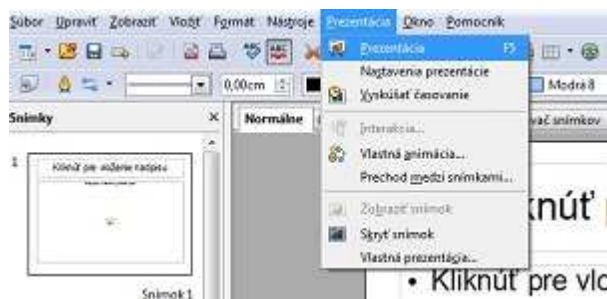 Súbor Upraviť Zobraziť Vložiť Formát Nástroje Prezentácia Okno Pomocník
0,00cm
Modrá 8
Prezentácia F5
Nastavenia prezentácie
Vyskúšať časovanie
Interakcia...
Vlastná animácia...
Prechod medzi snímkami...
Zobraziť snímok
Skryť snímok
Vlastná prezentácia...
Snímky
Normálne
vač snímkov
1
Kliknúť pre vloženie nadpisu
Snímok 1
knúť
• Kliknúť pre vlo